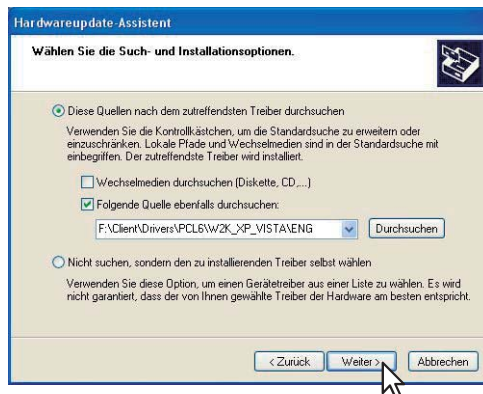 Hardwareupdate-Assistent
Wählen Sie die Such- und Installationsoptionen.
Diese Quellen nach dem zutreffendsten Treiber durchsuchen
Verwenden Sie die Kontrollkästchen, um die Standardsuche zu erweitern oder
einzuschränken. Lokale Pfade und Wechselmedien sind in der Standardsuche mit
einbegriffen. Der zutreffendste Treiber wird installiert.
Wechselmedien durchsuchen (Diskette, CD,...)
Folgende Quelle ebenfalls durchsuchen:
F:\Client\Drivers\PCL6\W2K_XP_VISTA\ENG
Durchsuchen
Nicht suchen, sondern den zu installierenden Treiber selbst wählen
Verwenden Sie diese Option, um einen Gerätetreiber aus einer Liste zu wählen. Es wird
nicht garantiert, dass der von Ihnen gewählte Treiber der Hardware am besten entspricht.
< Zurück Weiter > Abbrechen